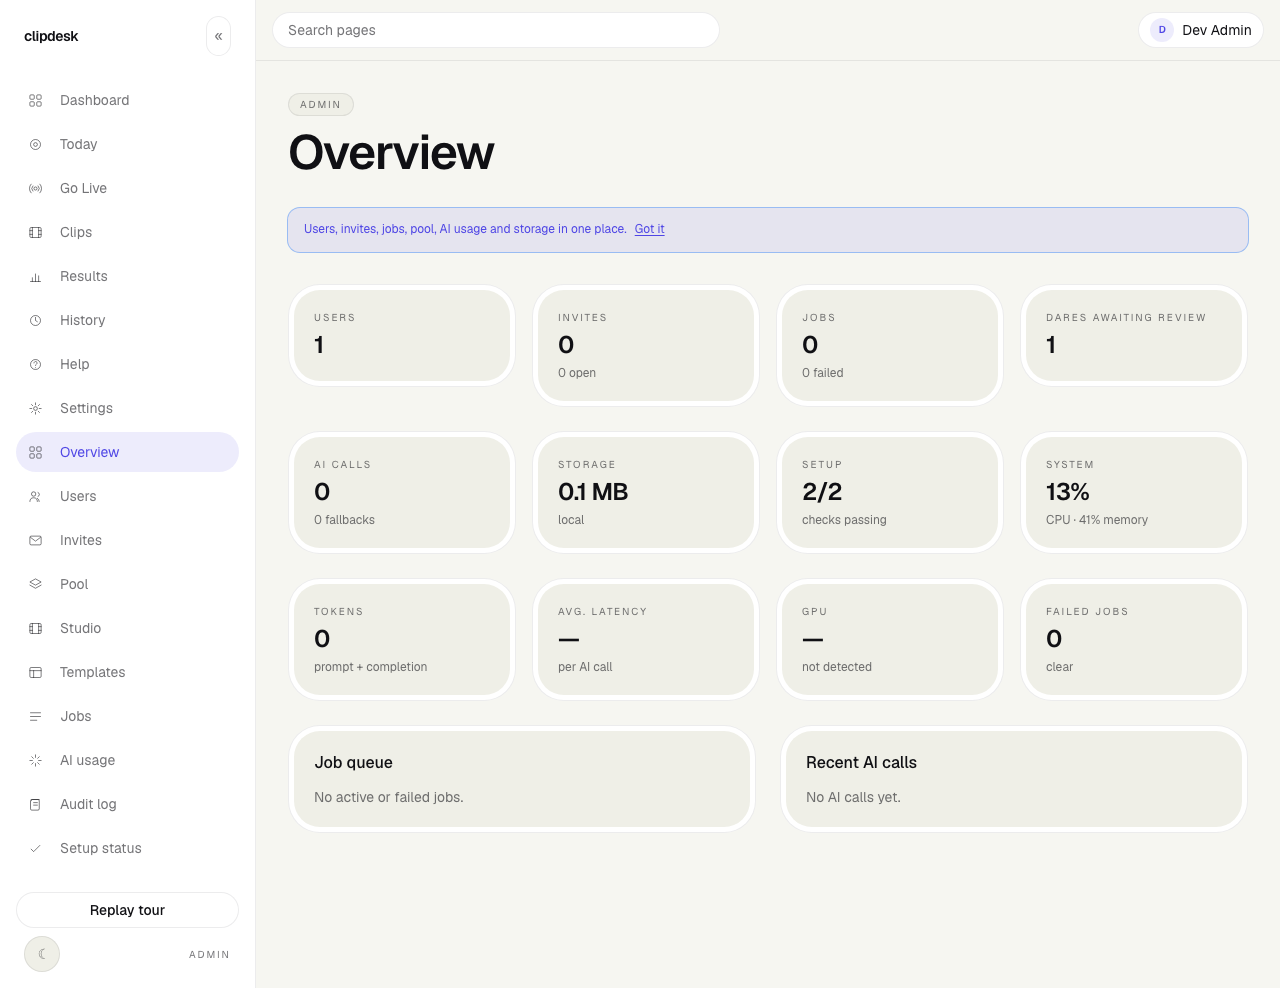 clipdesk
«
Dashboard
Today
Go Live
Clips
Results
History
Help
Settings
Overview
Users
Invites
Pool
Studio
Templates
Jobs
AI usage
Audit log
Setup status
Replay tour
ADMIN
Search pages
D Dev Admin
ADMIN
Overview
Users, invites, jobs, pool, AI usage and storage in one place. Got it
USERS
1
INVITES
0
0 open
JOBS
0
0 failed
DARES AWAITING REVIEW
1
AI CALLS
0
0 fallbacks
STORAGE
0.1 MB
local
SETUP
2/2
checks passing
SYSTEM
13%
CPU · 41% memory
TOKENS
0
prompt + completion
AVG. LATENCY
—
per AI call
GPU
—
not detected
FAILED JOBS
0
clear
Job queue
No active or failed jobs.
Recent AI calls
No AI calls yet.